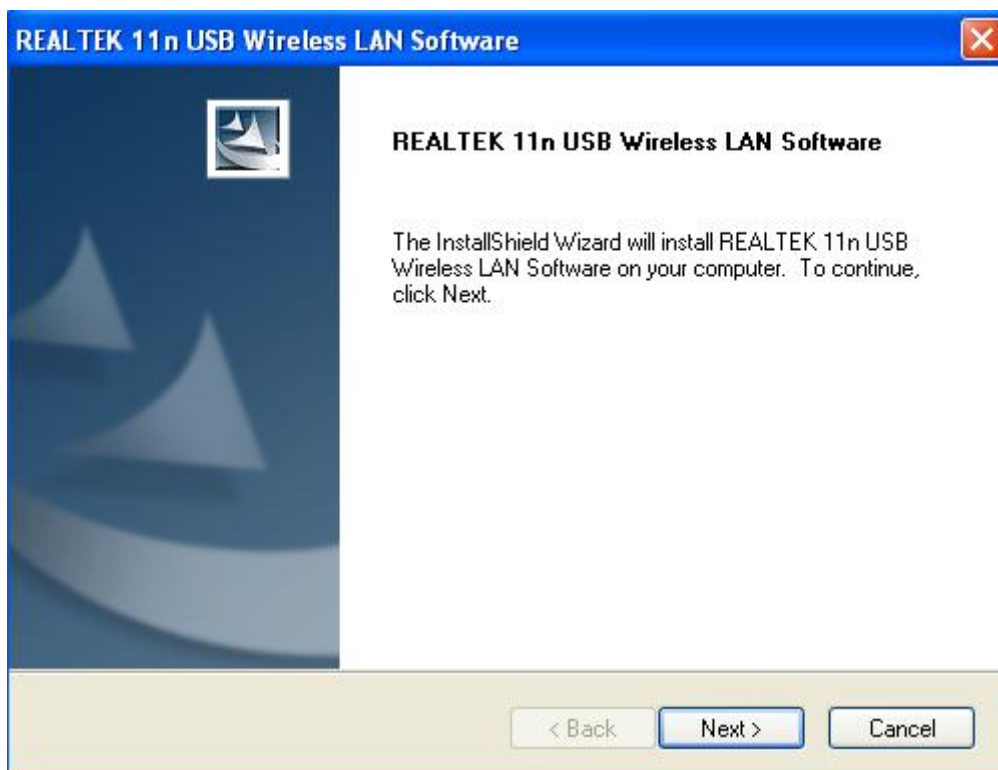 REALTEK 11n USB Wireless LAN Software
REALTEK 11n USB Wireless LAN Software
The InstallShield Wizard will install REALTEK 11n USB
Wireless LAN Software on your computer.  To continue,
click Next.
< Back
Next >
Cancel